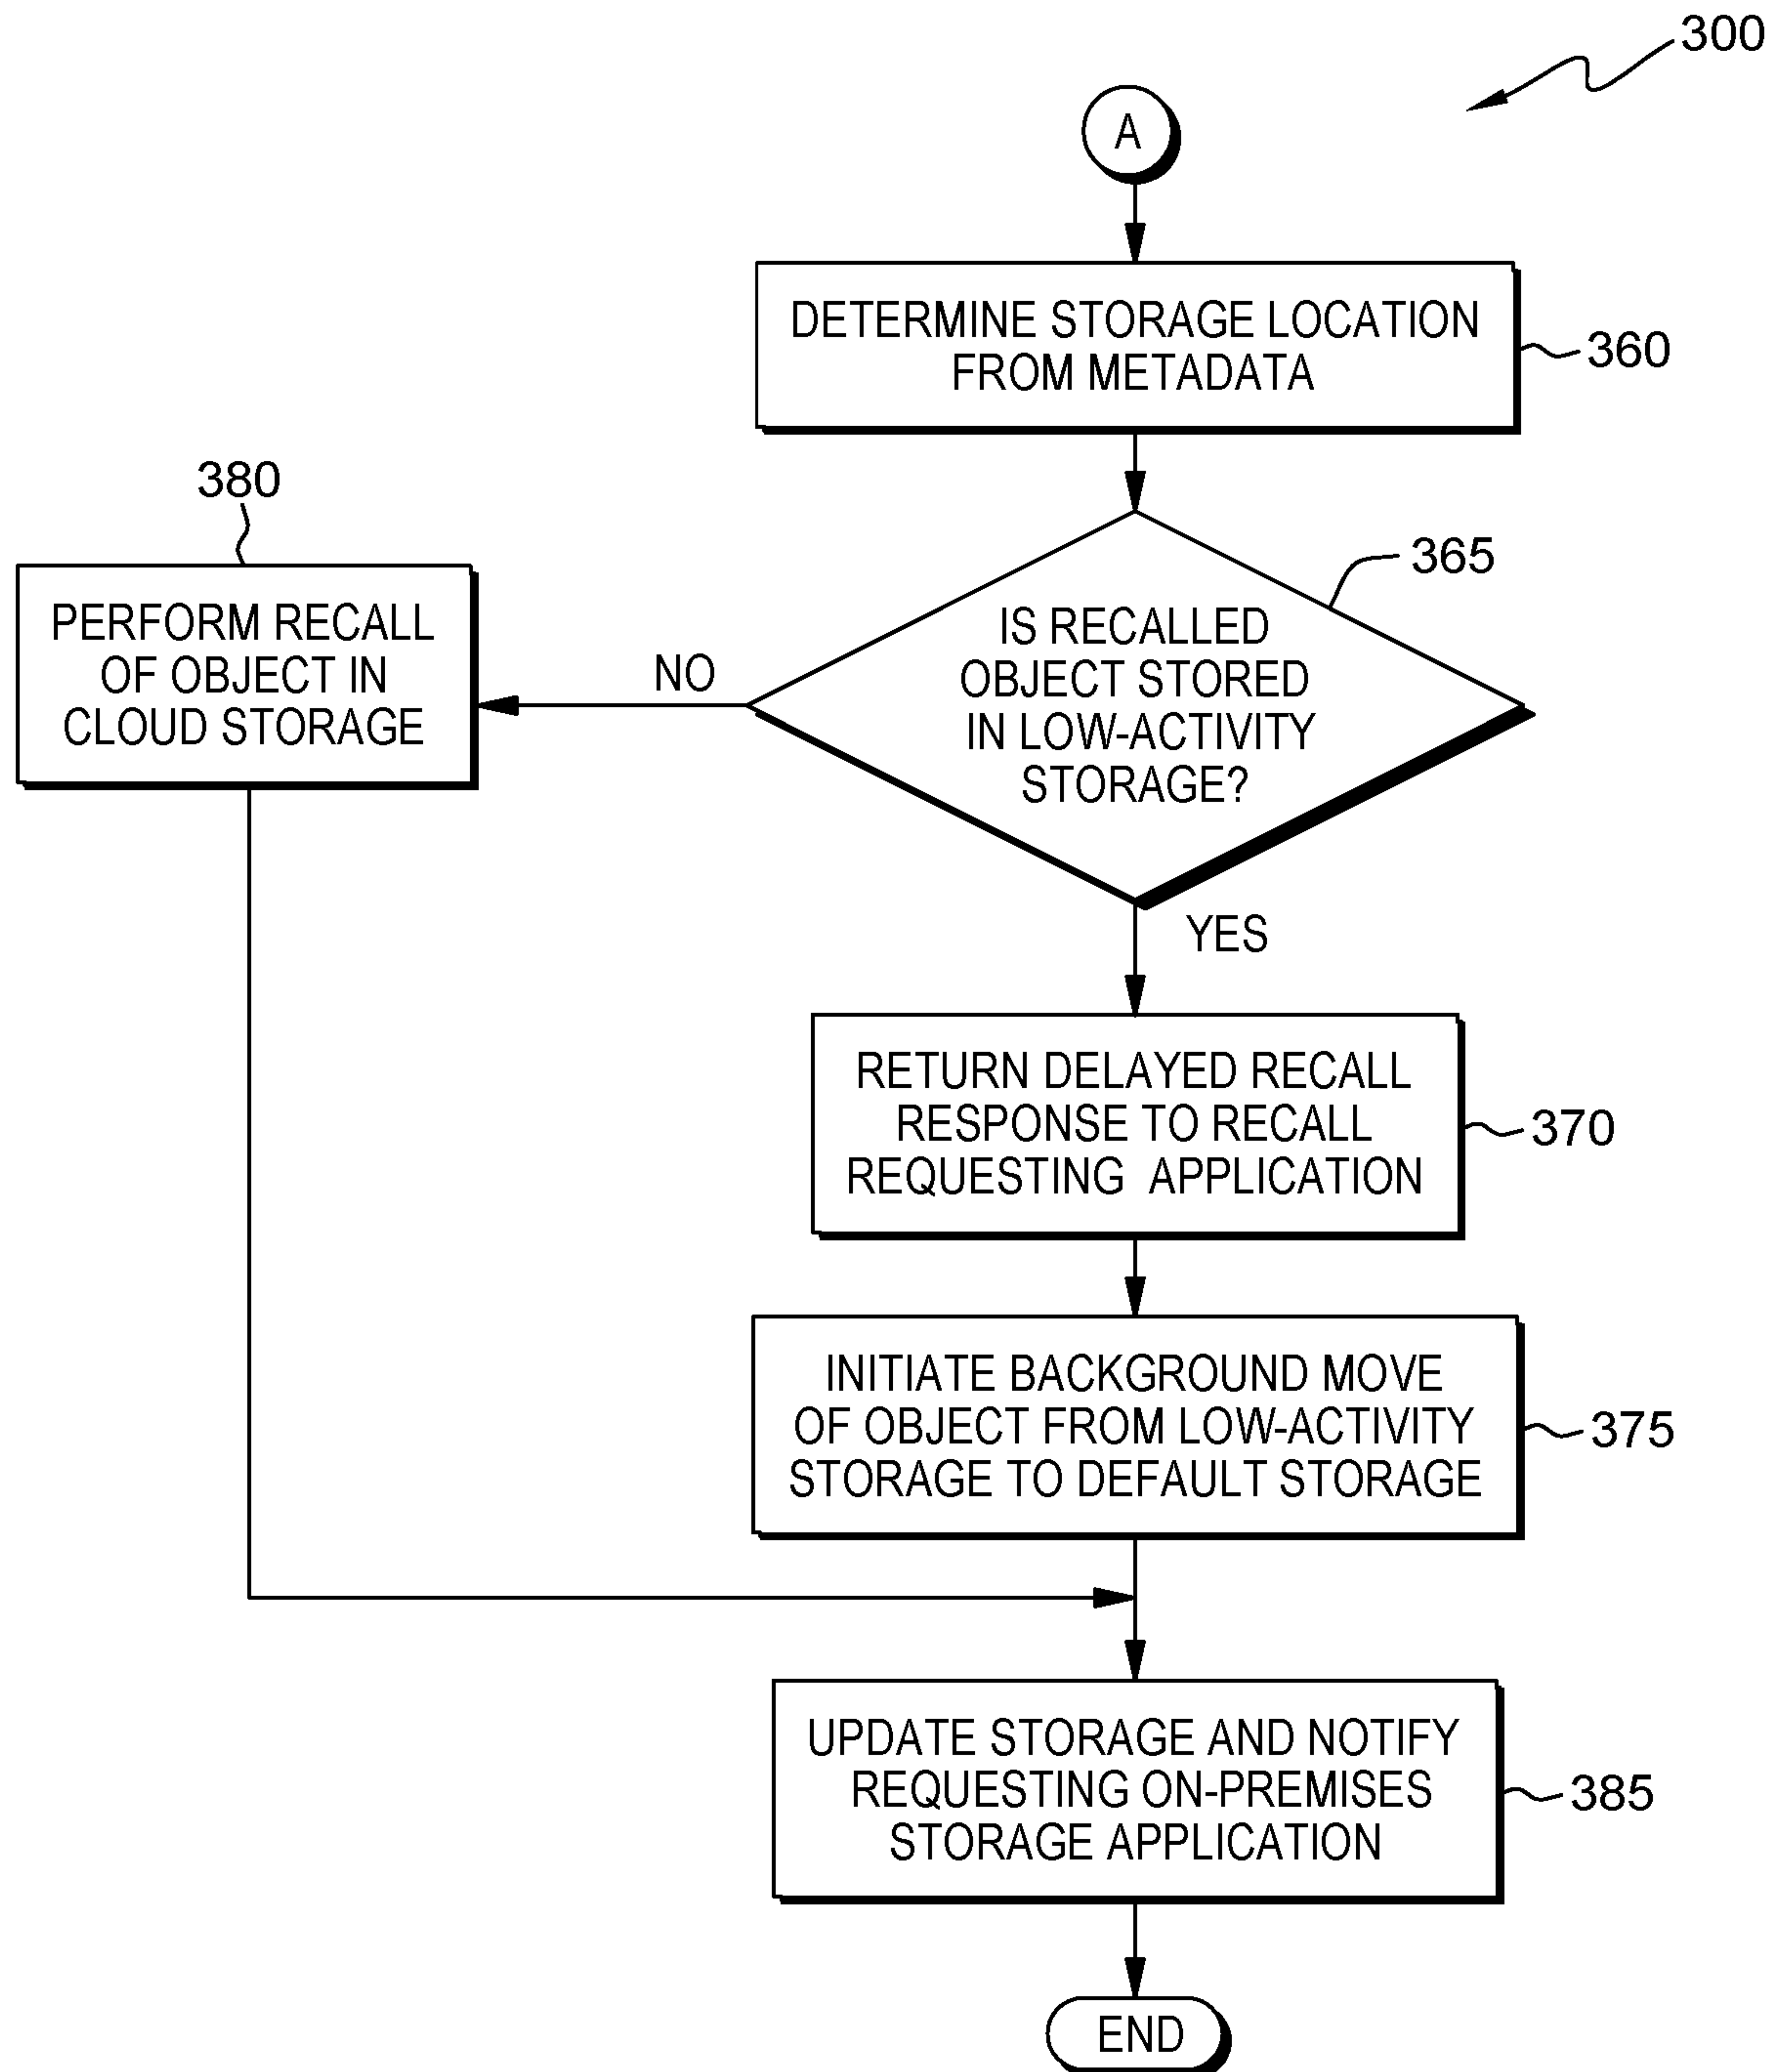 300
A
DETERMINE STORAGE LOCATION
FROM METADATA
360
380
365
PERFORM RECALL
OF OBJECT IN
CLOUD STORAGE
NO
IS RECALLED
OBJECT STORED
IN LOW-ACTIVITY
STORAGE?
YES
RETURN DELAYED RECALL
RESPONSE TO RECALL
REQUESTING APPLICATION
370
INITIATE BACKGROUND MOVE
OF OBJECT FROM LOW-ACTIVITY
STORAGE TO DEFAULT STORAGE
375
UPDATE STORAGE AND NOTIFY
REQUESTING ON-PREMISES
STORAGE APPLICATION
385
END